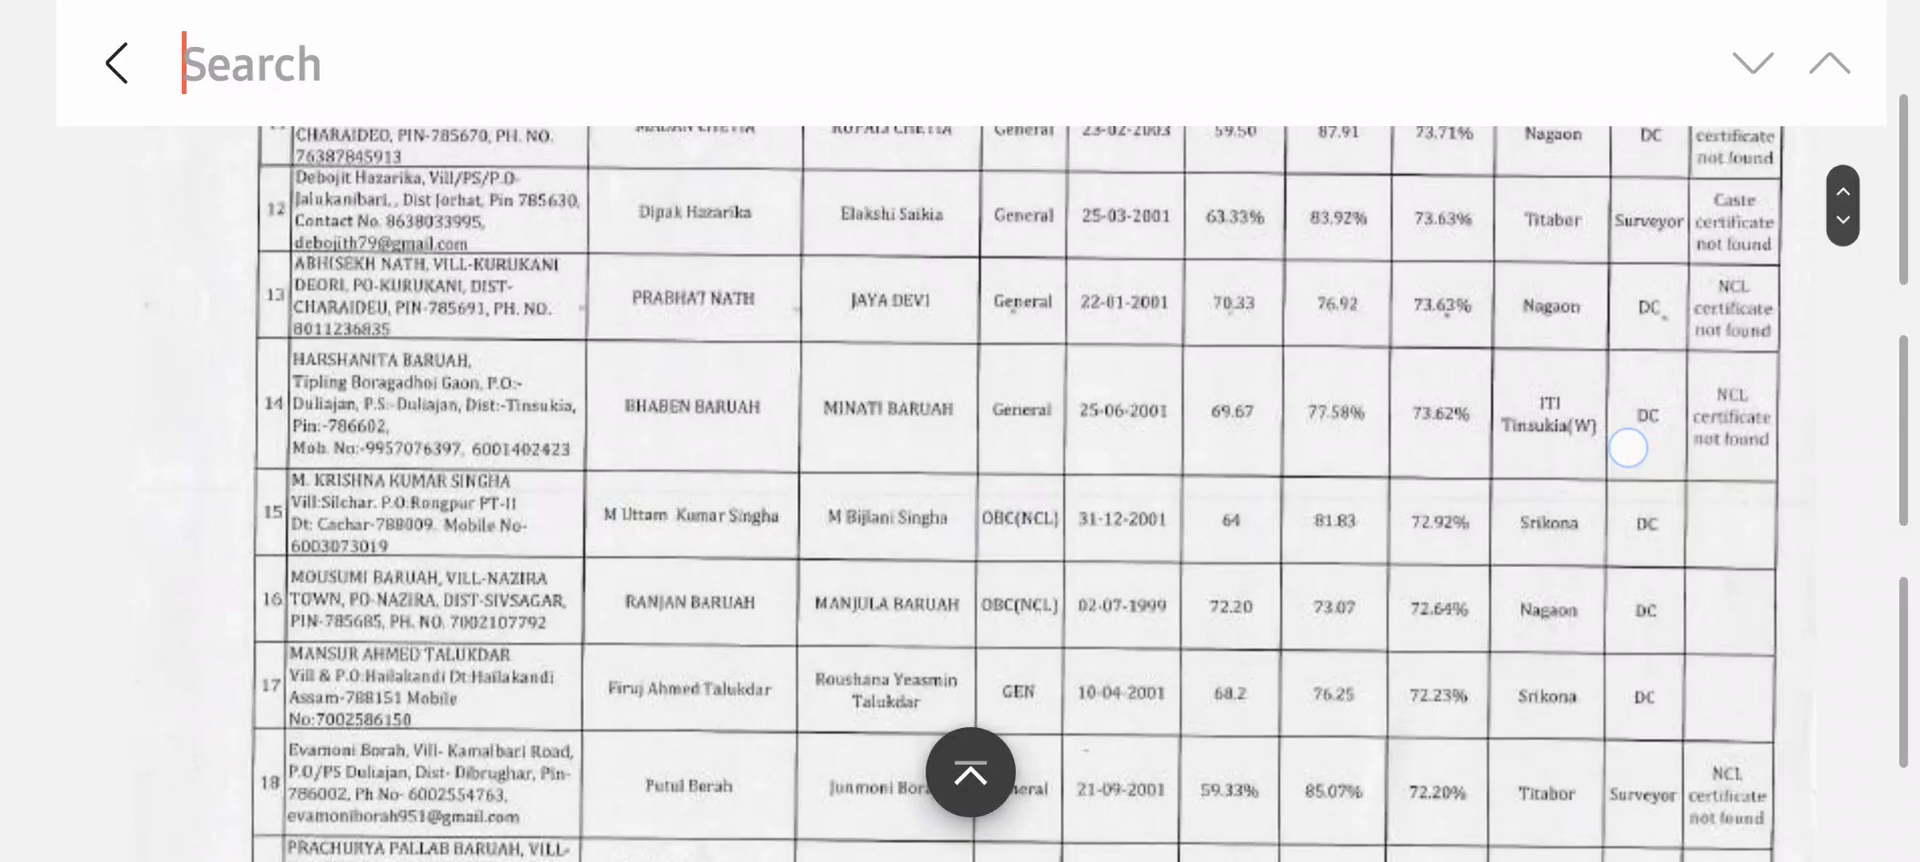 Search
CHARAIDEO, PIN-785670, PH. NO.
76387845913
General
23-02-2003
59.50
87.91
73.71%
Nagaon
DC
certificate
not found
12
Debojit Hazarika, Vill/PS/P.O-
Jalukanibari, , Dist Jorhat, Pin 785630,
Contact No. 8638033995,
debojith79@gmail.com
Dipak Hazarika
Elakshi Saikia
General
25-03-2001
63.33%
83.92%
73.63%
Titabor
Surveyor
Caste
certificate
not found
13
ABHISEKH NATH, VILL-KURUKANI
DEORI, PO-KURUKANI, DIST-
CHARAIDEU, PIN-785691, PH. NO.
8011236835
PRABHAT NATH
JAYA DEVI
General
22-01-2001
70.33
76.92
73.63%
Nagaon
DC
NCL
certificate
not found
14
HARSHANITA BARUAH,
Tipling Boragadhoi Gaon, P.O:-
Duliajan, P.S:-Duliajan, Dist:-Tinsukia,
Pin:-786602,
Mob. No:-9957076397, 6001402423
BHABEN BARUAH
MINATI BARUAH
General
25-06-2001
69.67
77.58%
73.62%
ITI
Tinsukia(W)
DC
NCL
certificate
not found
15
M. KRISHNA KUMAR SINGHA
Vill:Silchar. P.O:Rongpur PT-II
Dt: Cachar-788009. Mobile No-
6003073019
M Uttam Kumar Singha
M Bijlani Singha
OBC(NCL)
31-12-2001
64
81.83
72.92%
Srikona
DC
16
MOUSUMI BARUAH, VILL-NAZIRA
TOWN, PO-NAZIRA, DIST-SIVSAGAR,
PIN-785685, PH. NO. 7002107792
RANJAN BARUAH
MANJULA BARUAH
OBC(NCL)
02-07-1999
72.20
73.07
72.64%
Nagaon
DC
17
MANSUR AHMED TALUKDAR
Vill & P.O:Hailakandi Dt:Hailakandi
Assam-788151 Mobile
No:7002586150
Firuj Ahmed Talukdar
Roushana Yeasmin
Talukdar
GEN
10-04-2001
68.2
76.25
72.23%
Srikona
DC
18
Evamoni Borah, Vill- Kamalbari Road,
P.O/PS Duliajan, Dist- Dibrughar, Pin-
786002, Ph No- 6002554763,
evamoniborah951@gmail.com
Putul Borah
Junmoni Bora
neral
21-09-2001
59.33%
85.07%
72.20%
Titabor
Surveyor
NCL
certificate
not found
PRACHURYA PALLAB BARUAH, VILL-